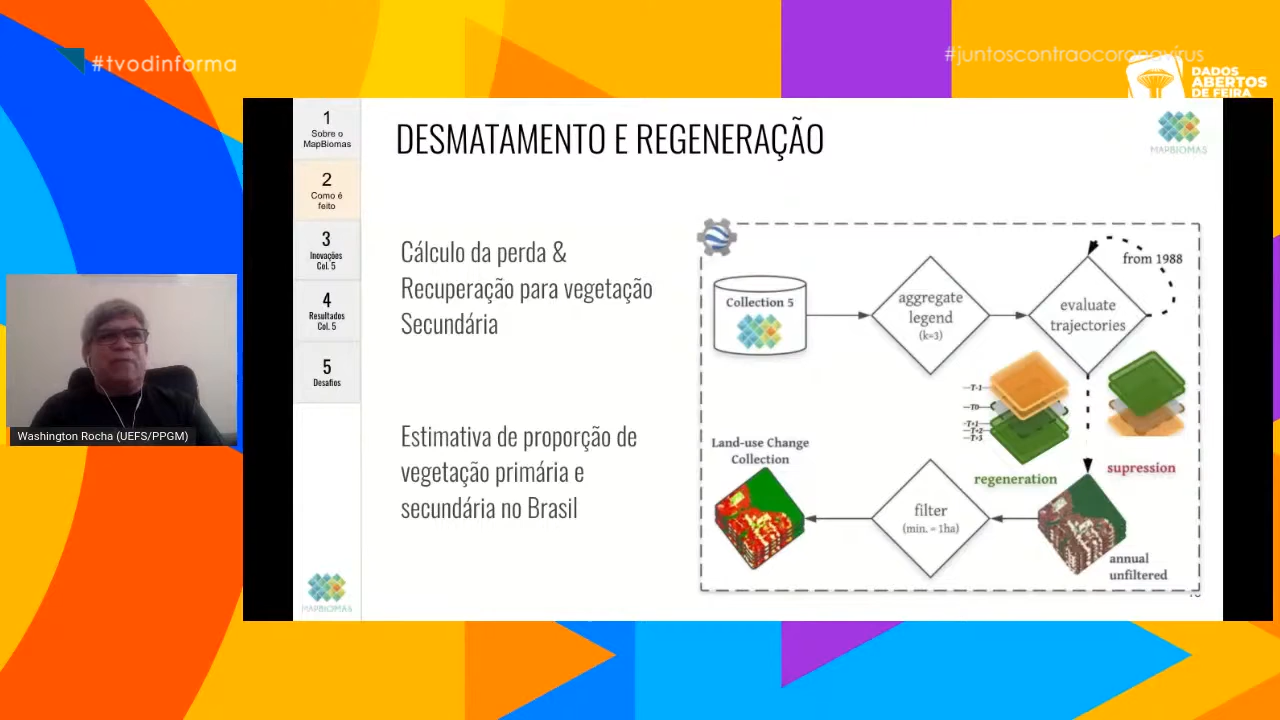 #tvodinforma
#juntoscontraocoronavírus
DADOS
ABERTOS
DE FEIRA
1
Sobre o
MapBiomas
2
Como é
feito
3
Inovações
Col. 5
4
Resultados
Col. 5
5
Desafios
MAPBIOMAS
DESMATAMENTO E REGENERAÇÃO
MAPBIOMAS
Cálculo da perda &
Recuperação para vegetação
Secundária
Estimativa de proporção de
vegetação primária e
secundária no Brasil
Collection 5
aggregate
legend
(k=3)
evaluate
trajectories
from 1988
T-1
T0
T+1
T+2
T+3
regeneration
supression
annual
unfiltered
filter
(min. = 1ha)
Land-use Change
Collection
Washington Rocha (UEFS/PPGM)